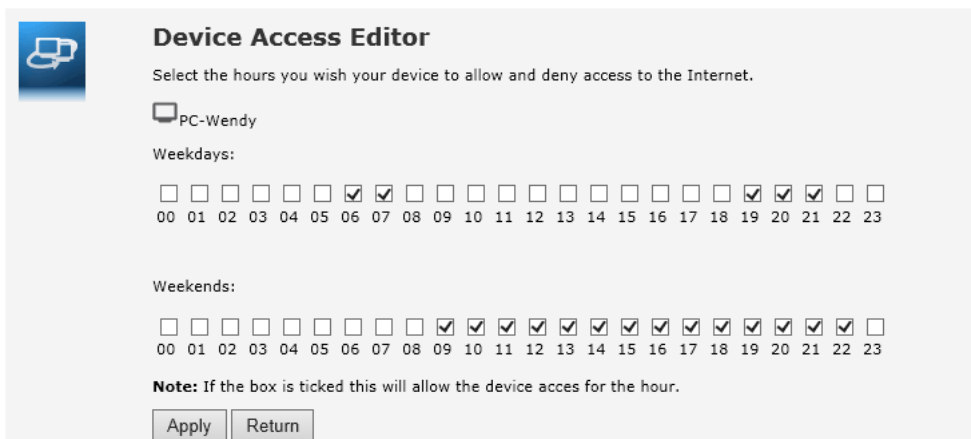 Device Access Editor
Select the hours you wish your device to allow and deny access to the Internet.
PC-Wendy
Weekdays:
00 01 02 03 04 05 06 07 08 09 10 11 12 13 14 15 16 17 18 19 20 21 22 23
Weekends:
00 01 02 03 04 05 06 07 08 09 10 11 12 13 14 15 16 17 18 19 20 21 22 23
Note: If the box is ticked this will allow the device acces for the hour.
Apply Return